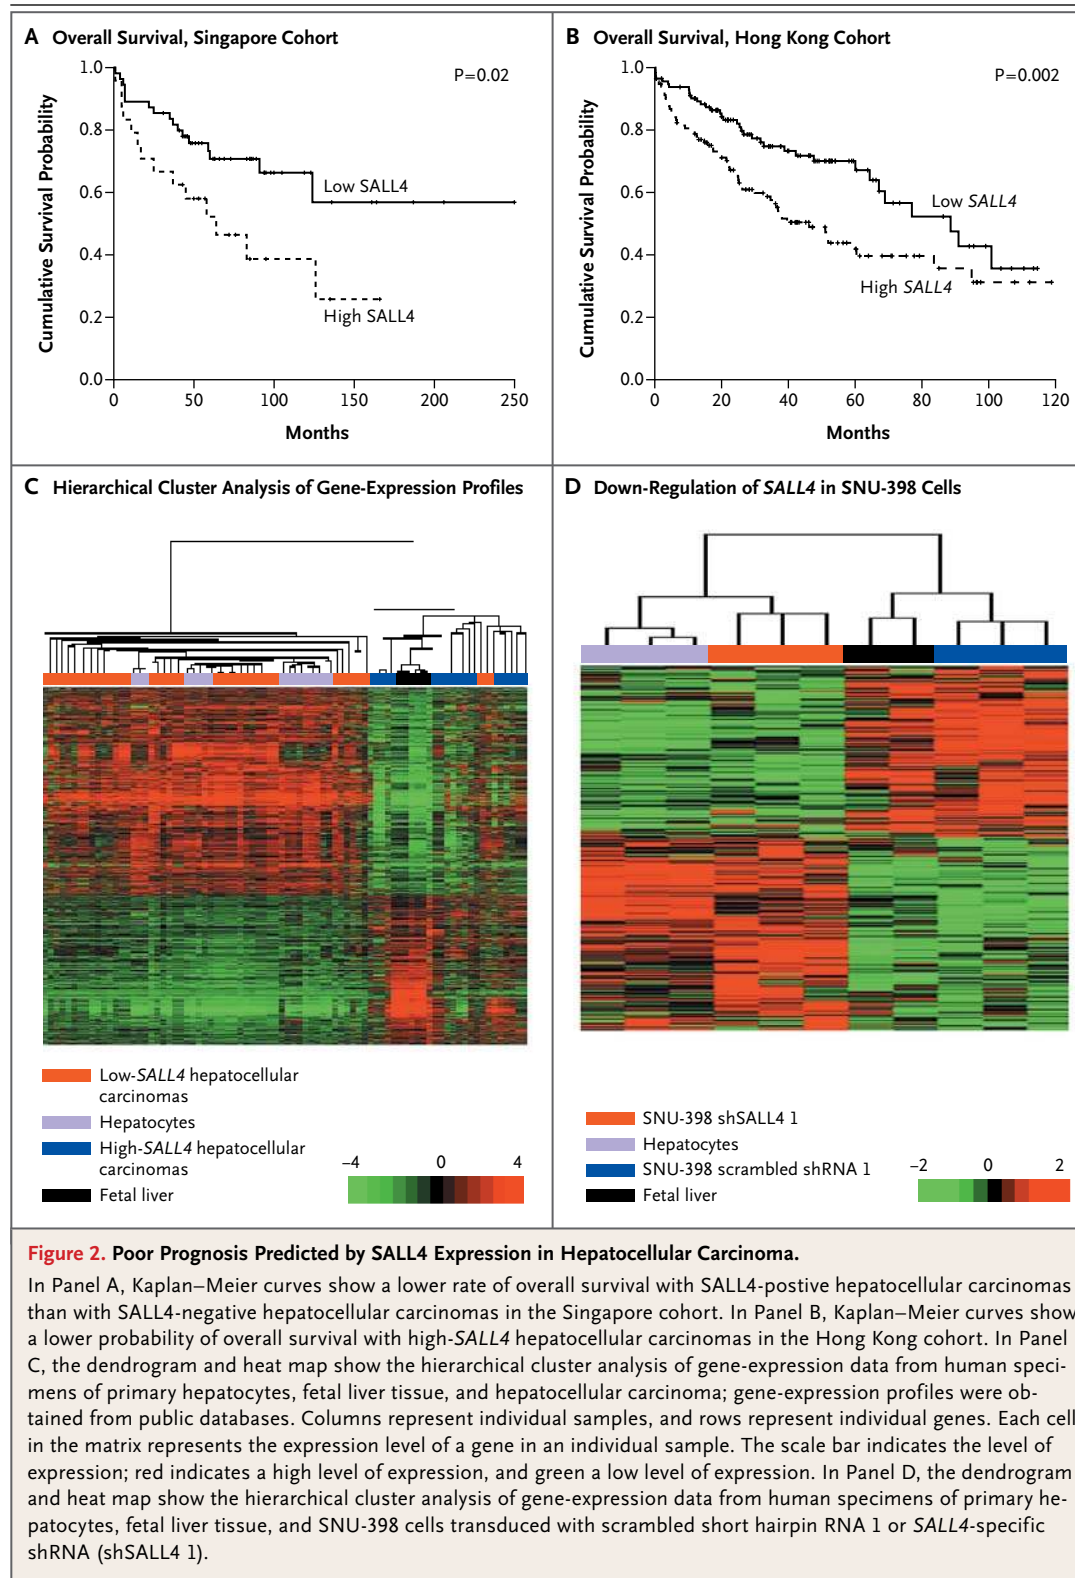 A Overall Survival, Singapore Cohort
P=0.02
Cumulative Survival Probability
1.0
0.8
0.6
0.4
0.2
0.0
Low SALL4
High SALL4
0 50 100 150 200 250
Months
B Overall Survival, Hong Kong Cohort
P=0.002
Cumulative Survival Probability
1.0
0.8
0.6
0.4
0.2
0.0
Low SALL4
High SALL4
0 20 40 60 80 100 120
Months
C Hierarchical Cluster Analysis of Gene-Expression Profiles
Low-SALL4 hepatocellular
carcinomas
Hepatocytes
High-SALL4 hepatocellular
carcinomas
Fetal liver
−4 0 4
D Down-Regulation of SALL4 in SNU-398 Cells
SNU-398 shSALL4 1
Hepatocytes
SNU-398 scrambled shRNA 1
Fetal liver
−2 0 2
Figure 2. Poor Prognosis Predicted by SALL4 Expression in Hepatocellular Carcinoma.
In Panel A, Kaplan–Meier curves show a lower rate of overall survival with SALL4-postive hepatocellular carcinomas
than with SALL4-negative hepatocellular carcinomas in the Singapore cohort. In Panel B, Kaplan–Meier curves show
a lower probability of overall survival with high-SALL4 hepatocellular carcinomas in the Hong Kong cohort. In Panel
C, the dendrogram and heat map show the hierarchical cluster analysis of gene-expression data from human speci-
mens of primary hepatocytes, fetal liver tissue, and hepatocellular carcinoma; gene-expression profiles were ob-
tained from public databases. Columns represent individual samples, and rows represent individual genes. Each cell
in the matrix represents the expression level of a gene in an individual sample. The scale bar indicates the level of
expression; red indicates a high level of expression, and green a low level of expression. In Panel D, the dendrogram
and heat map show the hierarchical cluster analysis of gene-expression data from human specimens of primary he-
patocytes, fetal liver tissue, and SNU-398 cells transduced with scrambled short hairpin RNA 1 or SALL4-specific
shRNA (shSALL4 1).